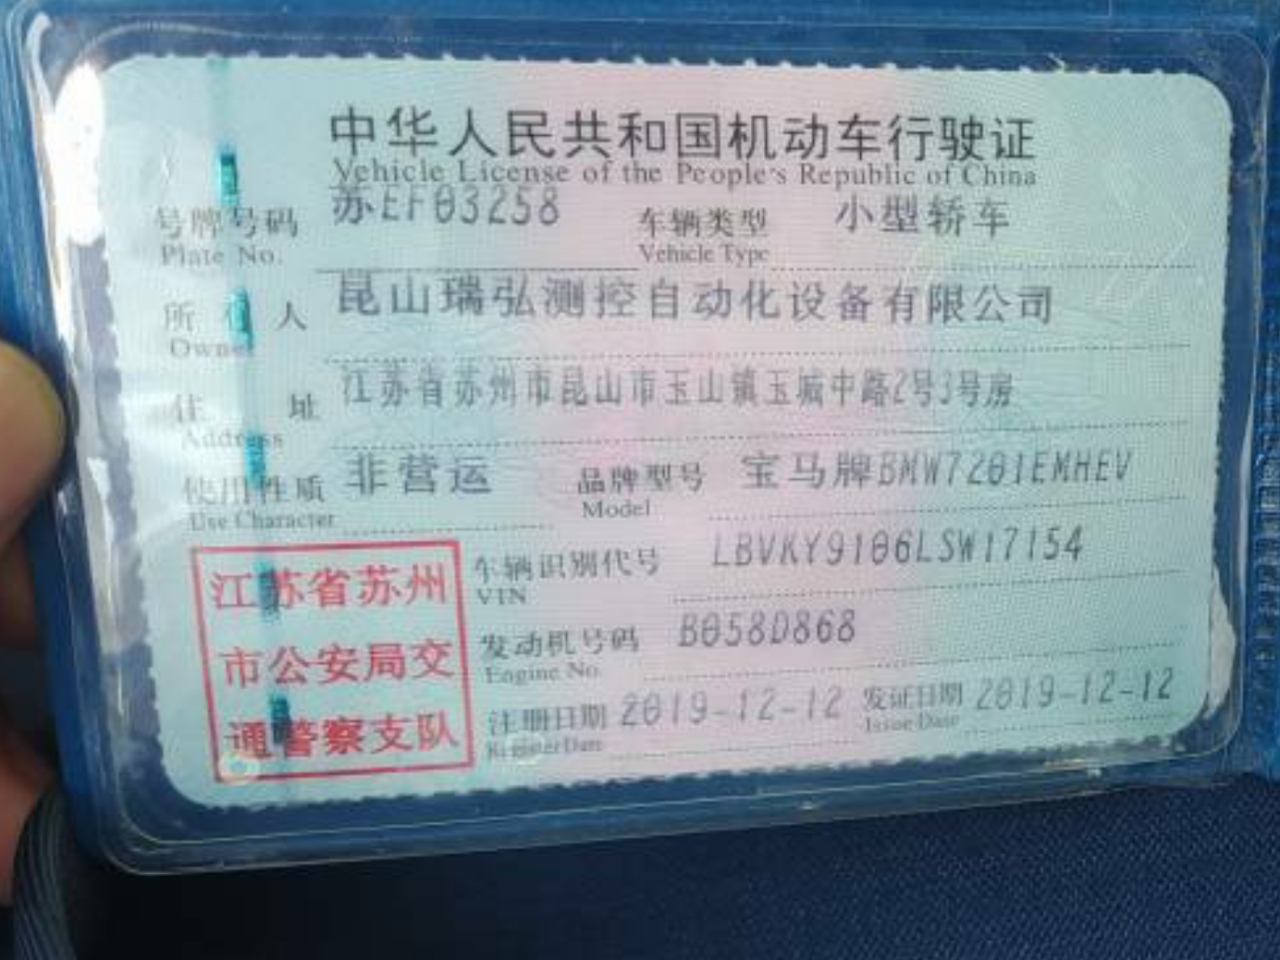 中华人民共和国机动车行驶证
Vehicle License of the People's Republic of China
号牌号码 苏EF03258 车辆类型 小型轿车
Plate No. Vehicle Type
所有人 昆山瑞弘测控自动化设备有限公司
Owner
住址 江苏省苏州市昆山市玉山镇玉城中路2号3号房
Address
使用性质 非营运 品牌型号 宝马牌BMW7201EMHEV
Use Character Model
车辆识别代号 LBVKY9106LSW17154
VIN
发动机号码 B058D868
Engine No.
注册日期 2019-12-12 发证日期 2019-12-12
Register Date Issue Date
江苏省苏州
市公安局交
通警察支队